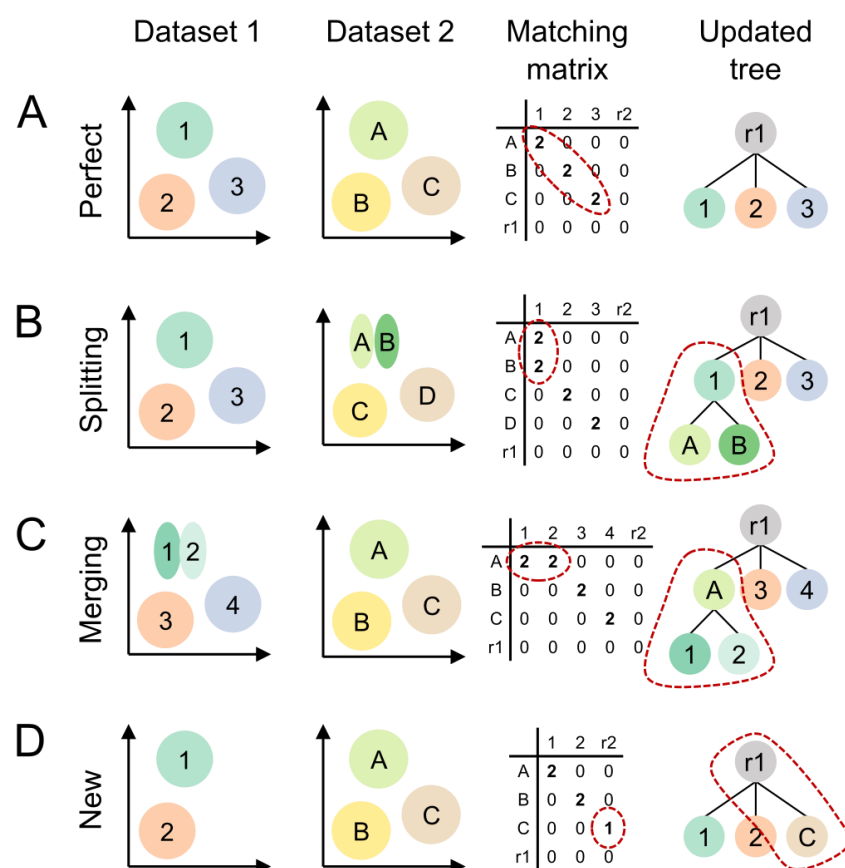 Dataset 1 Dataset 2 Matching matrix Updated tree
A
Perfect
1
2 3
A
B C
1 2 3 r2
A 2 0 0 0
B 0 2 0 0
C 0 0 2 0
r1 0 0 0 0
r1
1 2 3
B
Splitting
1
2 3
A B
C D
1 2 3 r2
A 2 0 0 0
B 2 0 0 0
C 0 2 0 0
D 0 0 2 0
r1 0 0 0 0
r1
1 2 3
A B
C
Merging
1 2
3 4
A
B C
1 2 3 4 r2
A 2 2 0 0 0
B 0 0 2 0 0
C 0 0 0 2 0
r1 0 0 0 0 0
r1
A 3 4
1 2
D
New
1
2
A
B C
1 2 r2
A 2 0 0
B 0 2 0
C 0 0 1
r1 0 0 0
r1
1 2 C